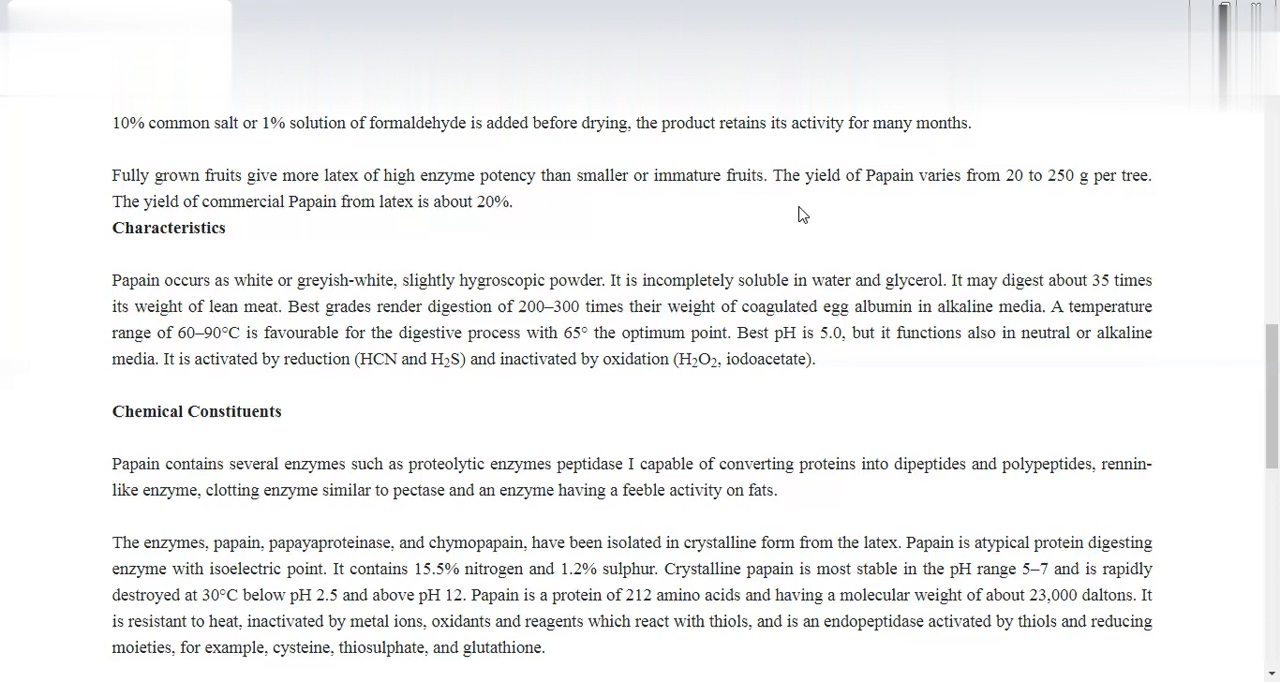 10% common salt or 1% solution of formaldehyde is added before drying, the product retains its activity for many months.
Fully grown fruits give more latex of high enzyme potency than smaller or immature fruits. The yield of Papain varies from 20 to 250 g per tree.
The yield of commercial Papain from latex is about 20%.
Characteristics
Papain occurs as white or greyish-white, slightly hygroscopic powder. It is incompletely soluble in water and glycerol. It may digest about 35 times
its weight of lean meat. Best grades render digestion of 200–300 times their weight of coagulated egg albumin in alkaline media. A temperature
range of 60–90°C is favourable for the digestive process with 65° the optimum point. Best pH is 5.0, but it functions also in neutral or alkaline
media. It is activated by reduction (HCN and H₂S) and inactivated by oxidation (H₂O₂, iodoacetate).
Chemical Constituents
Papain contains several enzymes such as proteolytic enzymes peptidase I capable of converting proteins into dipeptides and polypeptides, rennin-
like enzyme, clotting enzyme similar to pectase and an enzyme having a feeble activity on fats.
The enzymes, papain, papayaproteinase, and chymopapain, have been isolated in crystalline form from the latex. Papain is atypical protein digesting
enzyme with isoelectric point. It contains 15.5% nitrogen and 1.2% sulphur. Crystalline papain is most stable in the pH range 5–7 and is rapidly
destroyed at 30°C below pH 2.5 and above pH 12. Papain is a protein of 212 amino acids and having a molecular weight of about 23,000 daltons. It
is resistant to heat, inactivated by metal ions, oxidants and reagents which react with thiols, and is an endopeptidase activated by thiols and reducing
moieties, for example, cysteine, thiosulphate, and glutathione.